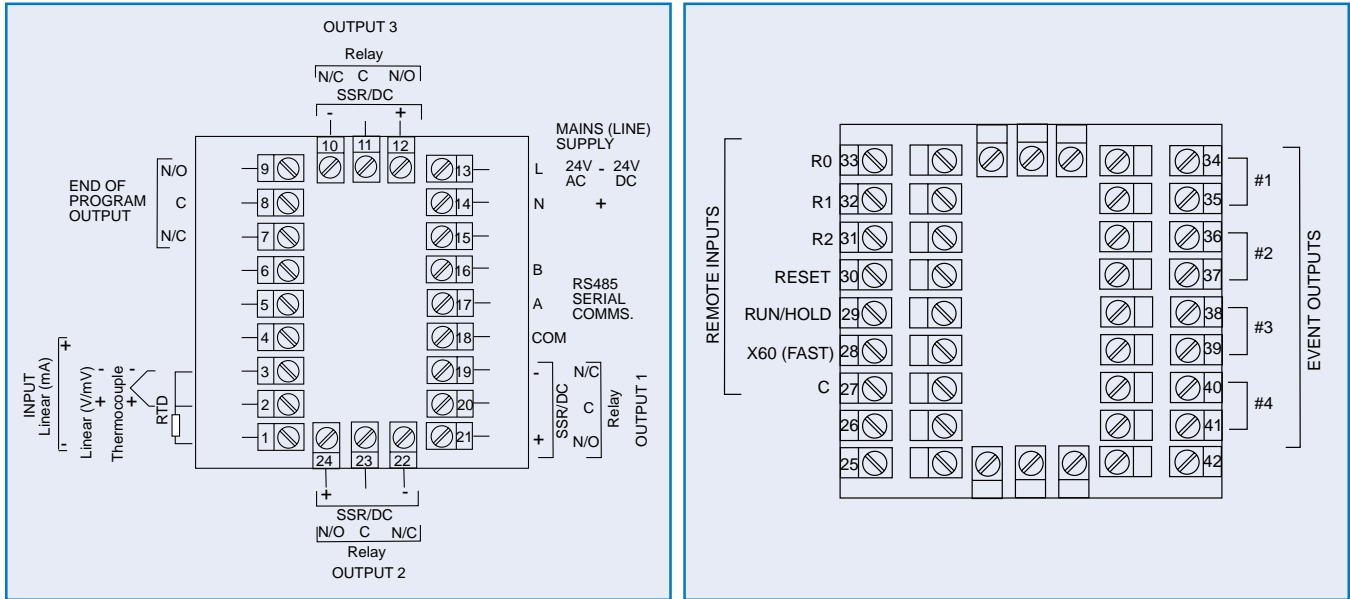 OUTPUT 3
Relay
N/C C N/O
SSR/DC
- +
10 11 12
MAINS (LINE)
SUPPLY
24V
AC - 24V
DC
+
L
N
B
A
COM
RS485
SERIAL
COMMS.
END OF
PROGRAM
OUTPUT
N/O
C
N/C
9
8
7
6
5
4
3
2
1
13
14
15
16
17
18
19
20
21
INPUT
Linear (mA)
+
-
Linear (V/mV)
- +
Thermocouple
- +
RTD
-
+
SSR/DC
N/C
C
N/O
Relay
OUTPUT 1
24 23 22
+ -
SSR/DC
N/O C N/C
Relay
OUTPUT 2
REMOTE INPUTS
R0 33
R1 32
R2 31
RESET 30
RUN/HOLD 29
X60 (FAST) 28
C 27
26
25
34
35
#1
36
37
#2
38
39
#3
40
41
#4
42
EVENT OUTPUTS